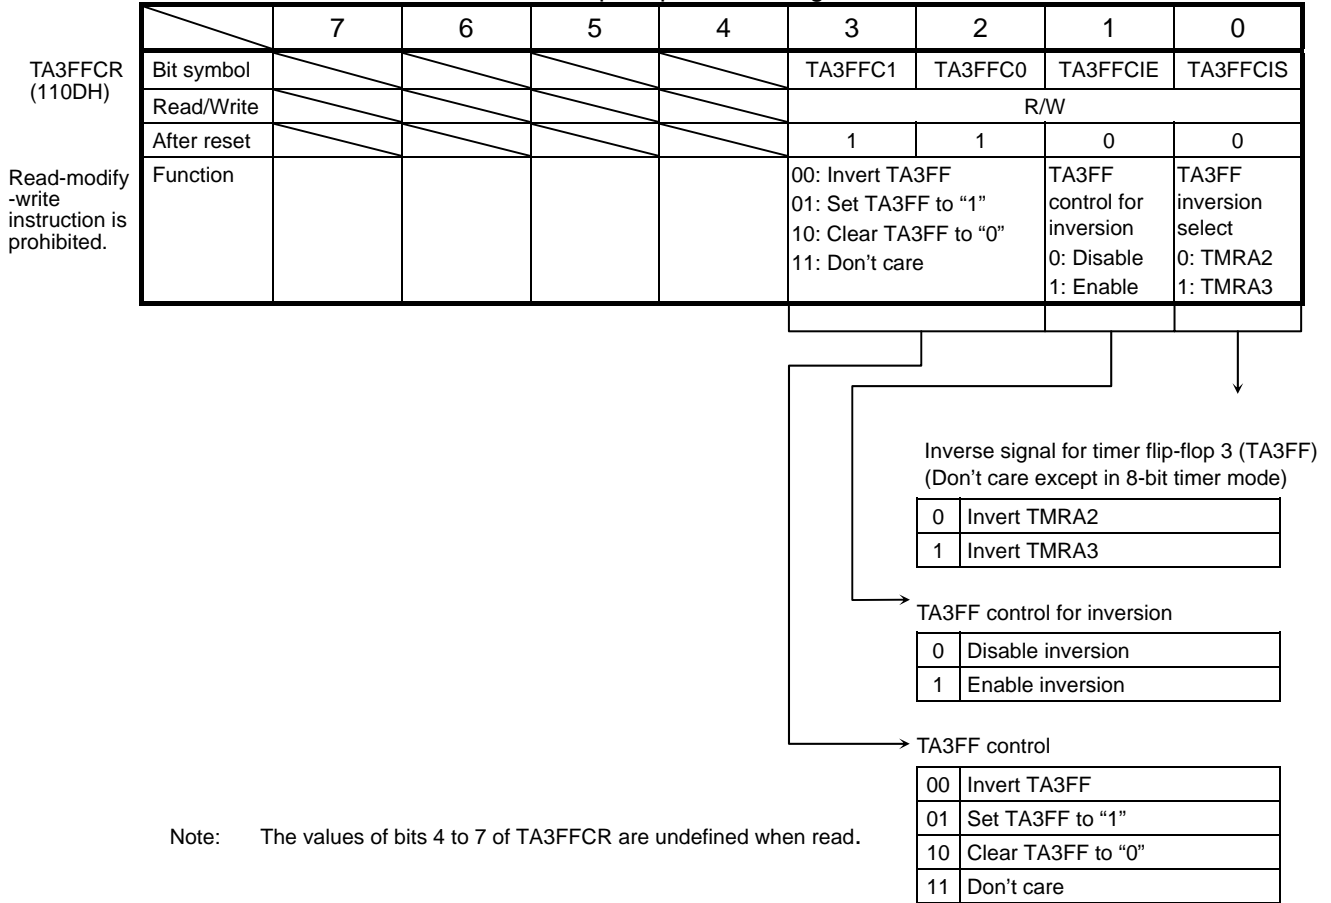 7 6 5 4 3 2 1 0
TA3FFCR
(110DH)
Bit symbol TA3FFC1 TA3FFC0 TA3FFCIE TA3FFCIS
Read/Write R/W
After reset 1 1 0 0
Read-modify
-write
instruction is
prohibited.
Function
00: Invert TA3FF
01: Set TA3FF to “1”
10: Clear TA3FF to “0”
11: Don’t care
TA3FF
control for
inversion
0: Disable
1: Enable
TA3FF
inversion
select
0: TMRA2
1: TMRA3
Inverse signal for timer flip-flop 3 (TA3FF)
(Don’t care except in 8-bit timer mode)
0 Invert TMRA2
1 Invert TMRA3
TA3FF control for inversion
0 Disable inversion
1 Enable inversion
TA3FF control
00 Invert TA3FF
01 Set TA3FF to “1”
10 Clear TA3FF to “0”
11 Don’t care
Note: The values of bits 4 to 7 of TA3FFCR are undefined when read.